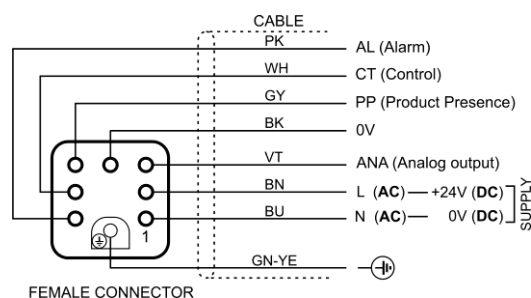 CABLE
PK AL (Alarm)
WH CT (Control)
GY PP (Product Presence)
BK 0V
VT ANA (Analog output)
BN L (AC) +24V (DC)
BU N (AC) 0V (DC)
SUPPLY
1
GN-YE
FEMALE CONNECTOR